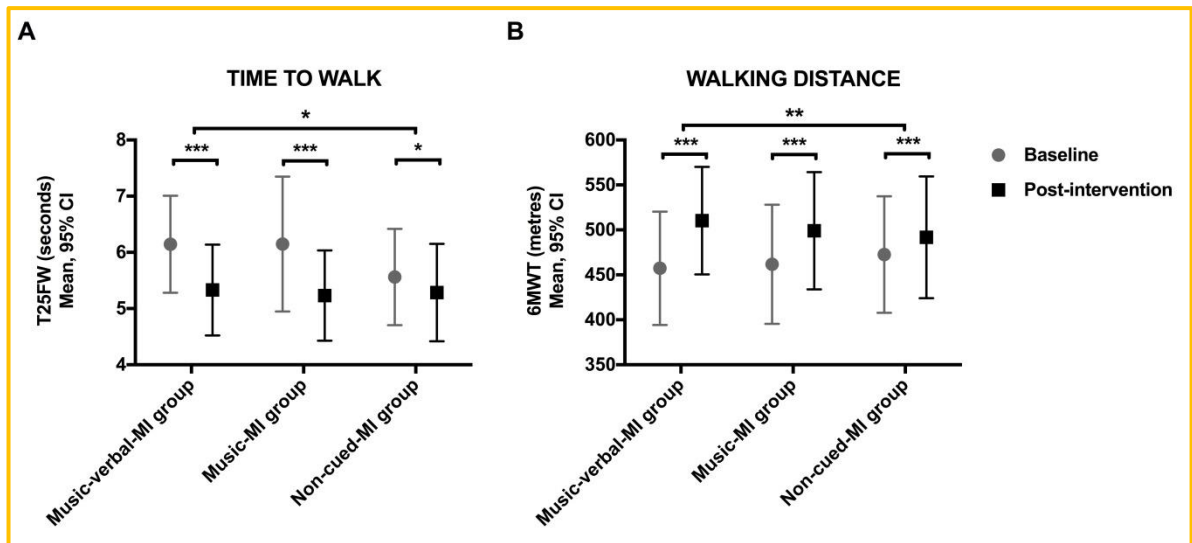 A
TIME TO WALK
*
***
***
*
8
7
6
5
4
T25FW (seconds)
Mean, 95% CI
Music-verbal-MI group
Music-MI group
Non-cued-MI group
B
WALKING DISTANCE
**
***
***
***
600
550
500
450
400
350
6MWT (metres)
Mean, 95% CI
Music-verbal-MI group
Music-MI group
Non-cued-MI group
Baseline
Post-intervention